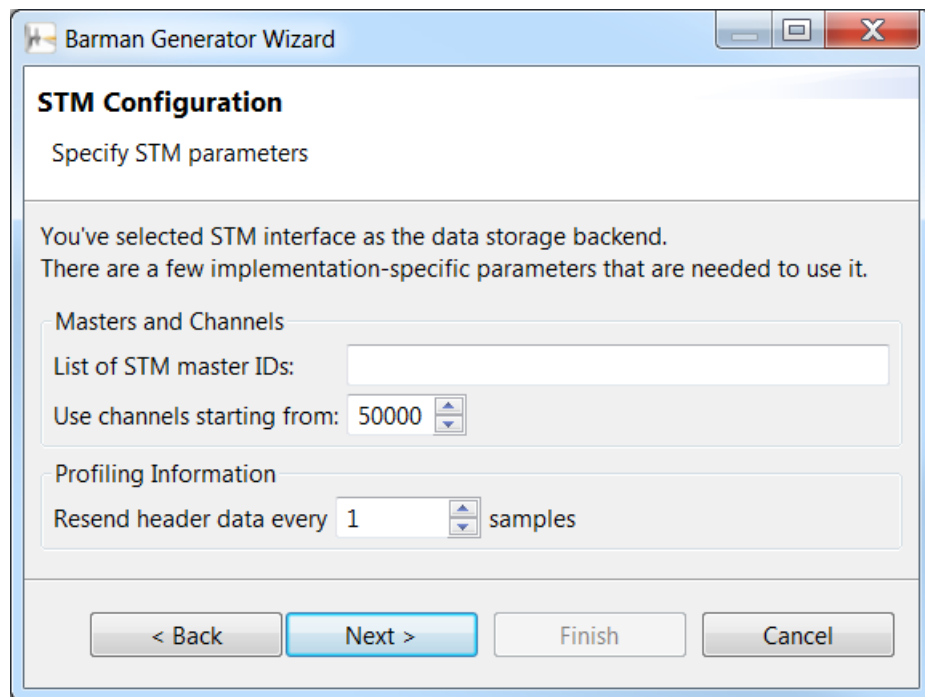 Barman Generator Wizard
STM Configuration
Specify STM parameters
You've selected STM interface as the data storage backend.
There are a few implementation-specific parameters that are needed to use it.
Masters and Channels
List of STM master IDs:
Use channels starting from: 50000
Profiling Information
Resend header data every 1 samples
< Back Next > Finish Cancel